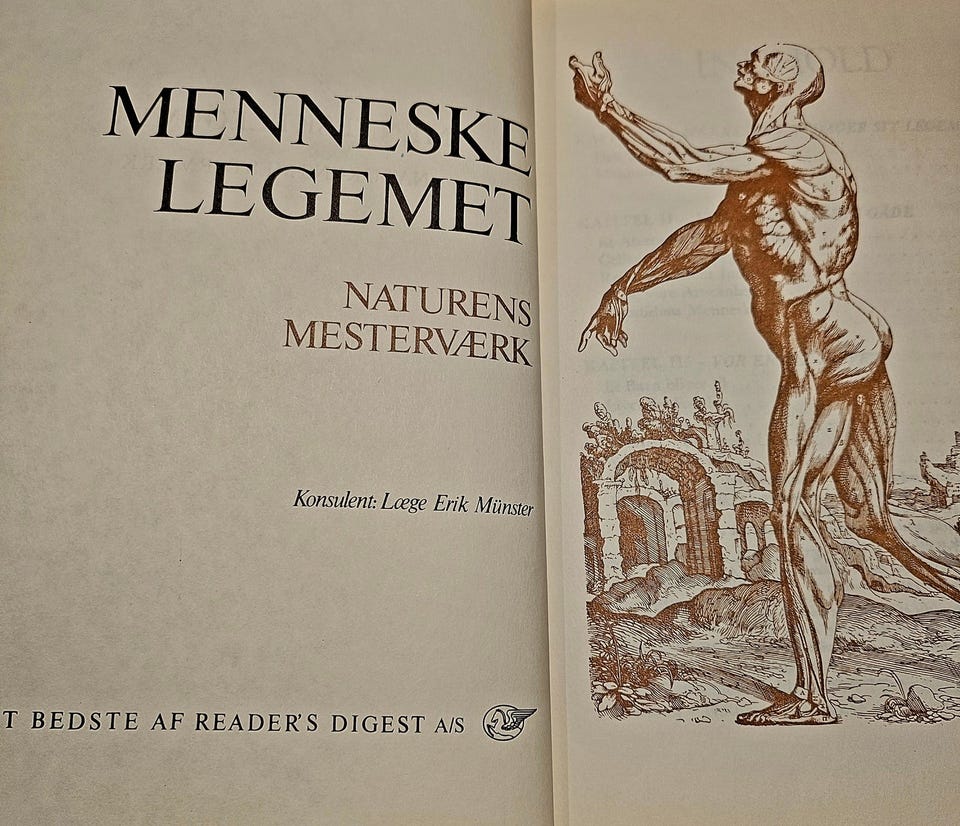 MENNESKE
LEGEMET
NATURENS
MESTERVÆRK
Konsulent: Læge Erik Münster
T BEDSTE AF READER'S DIGEST A/S